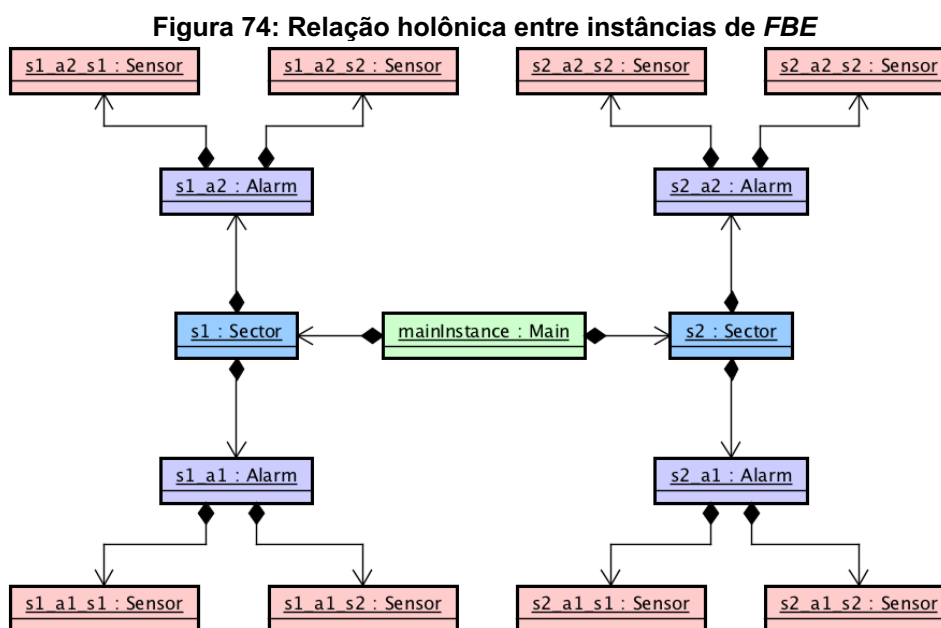 Figura 74: Relação holônica entre instâncias de FBE
s1_a2_s1 : Sensor
s1_a2_s2 : Sensor
s2_a2_s2 : Sensor
s2_a2_s2 : Sensor
s1_a2 : Alarm
s2_a2 : Alarm
s1 : Sector
mainInstance : Main
s2 : Sector
s1_a1 : Alarm
s2_a1 : Alarm
s1_a1_s1 : Sensor
s1_a1_s2 : Sensor
s2_a1_s1 : Sensor
s2_a1_s2 : Sensor